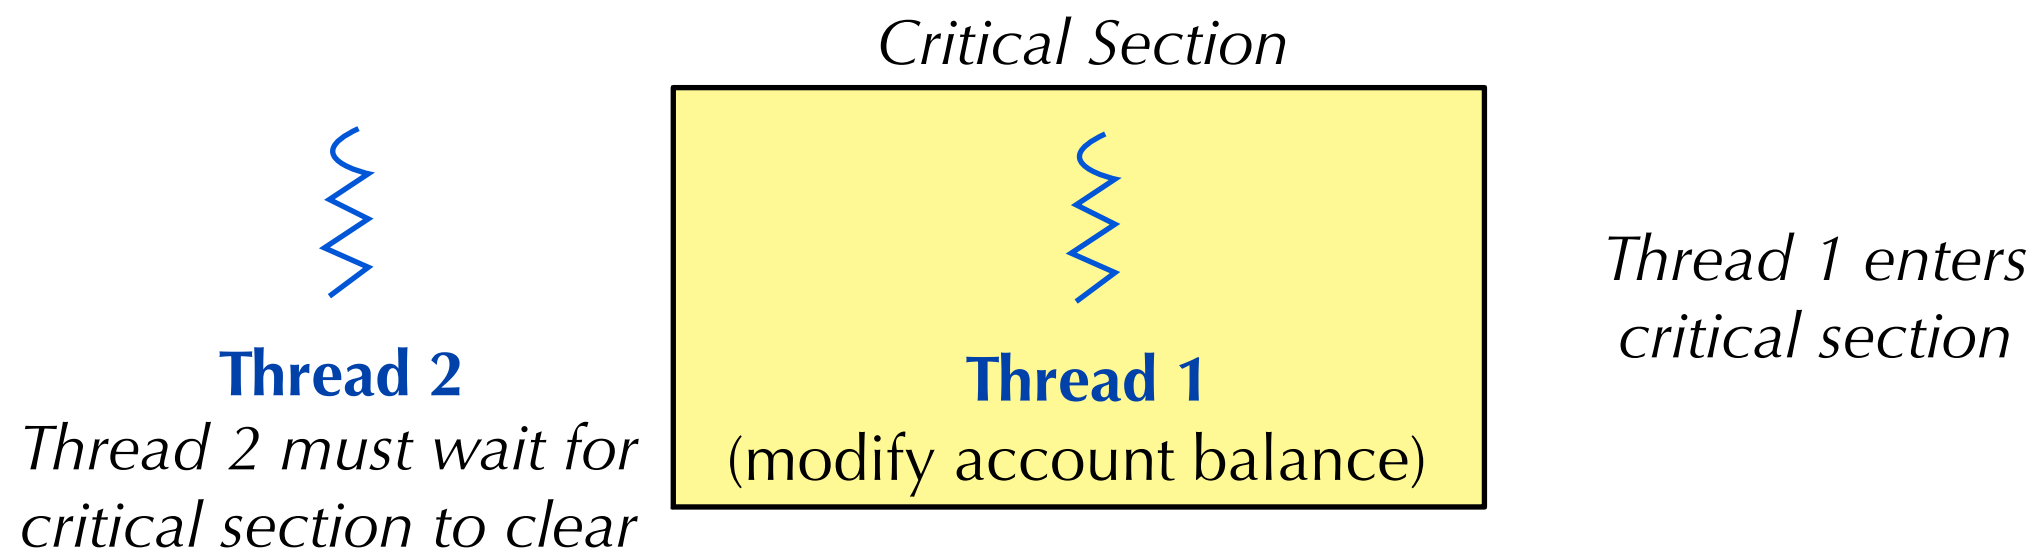 Critical Section
Thread 2
Thread 2 must wait for
critical section to clear
Thread 1
(modify account balance)
Thread 1 enters
critical section